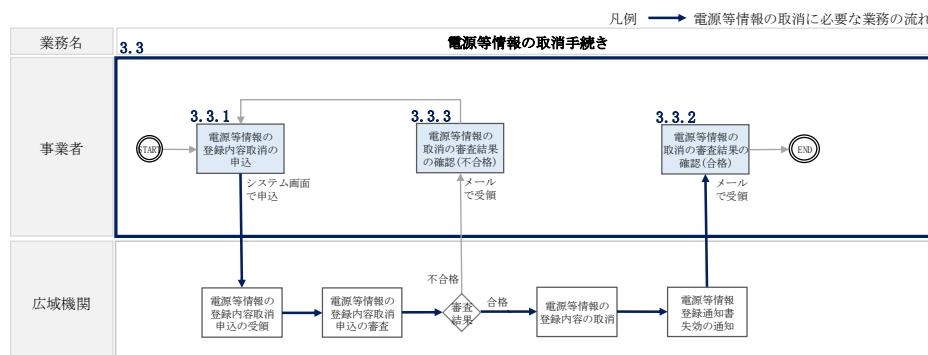 凡例 電源等情報の取消に必要な業務の流れ
業務名
3.3
電源等情報の取消手続き
事業者
START
3.3.1
電源等情報の
登録内容取消の
申込
システム画面
で申込
3.3.3
電源等情報の
取消の審査結果
の確認(不合格)
メール
で受領
3.3.2
電源等情報の
取消の審査結果の
確認(合格)
メール
で受領
END
広域機関
電源等情報の
登録内容取消
申込の受領
電源等情報の
登録内容取消
申込の審査
不合格
審査
結果
合格
電源等情報の
登録内容の取消
電源等情報
登録通知書
失効の通知